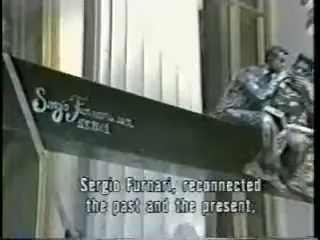 Sergio Furnari
Sergio Furnari, reconnected
the past and the present,